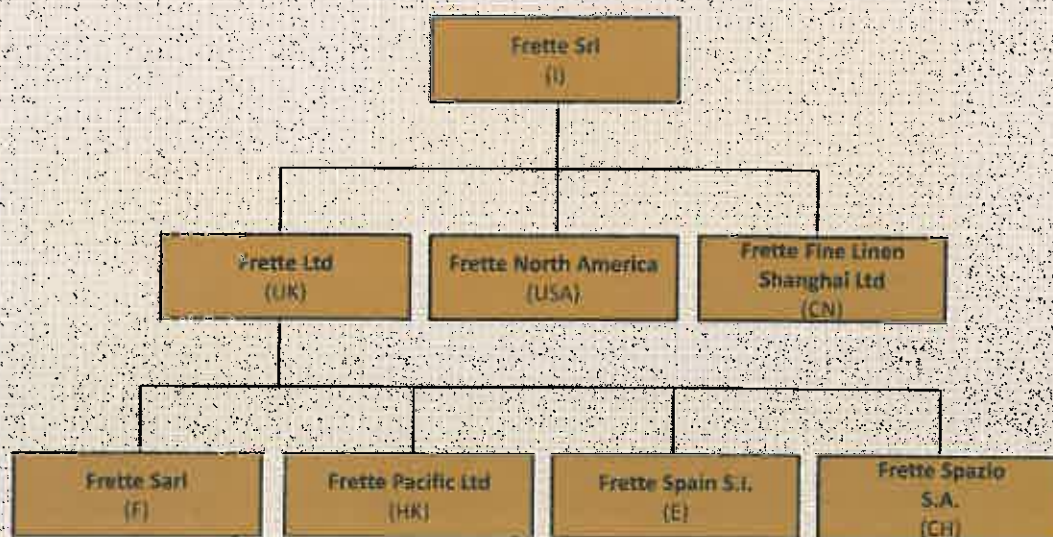 Frette Srl
(I)
Frette Ltd
(UK)
Frette North America
(USA)
Frette Fine Linen
Shanghai Ltd
(CN)
Frette Sarl
(F)
Frette Pacific Ltd
(HK)
Frette Spain S.l.
(E)
Frette Spazio
S.A.
(CH)